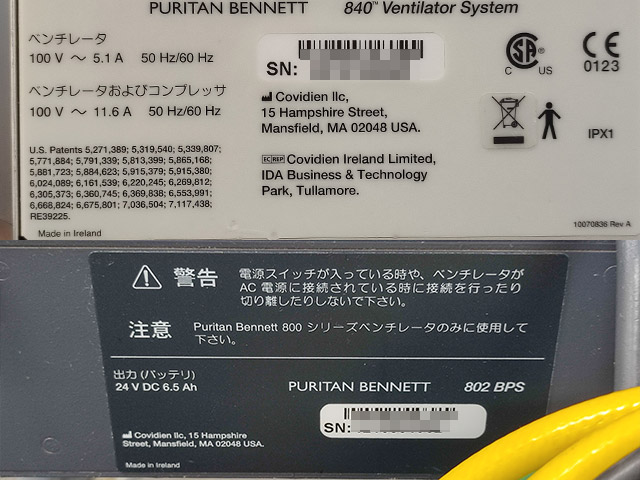 PURITAN BENNETT 840™ Ventilator System
ベンチレータ
100 V ～ 5.1 A 50 Hz/60 Hz
ベンチレータおよびコンプレッサ
100 V ～ 11.6 A 50 Hz/60 Hz
U.S. Patents 5,271,389; 5,319,540; 5,339,807;
5,771,884; 5,791,339; 5,813,399; 5,865,168;
5,881,723; 5,884,623; 5,915,379; 5,915,380;
6,024,089; 6,161,539; 6,220,245; 6,269,812;
6,305,373; 6,360,745; 6,369,838; 6,553,991;
6,668,824; 6,675,801; 7,036,504; 7,117,438;
RE39225.
Made in Ireland
SN:
Covidien llc,
15 Hampshire Street,
Mansfield, MA 02048 USA.
EC REP Covidien Ireland Limited,
IDA Business & Technology
Park, Tullamore.
C US
CE
0123
IPX1
10070836 Rev A
警告 電源スイッチが入っている時や、ベンチレータが
AC 電源に接続されている時に接続を行ったり
切り離したりしないで下さい。
注意 Puritan Bennett 800 シリーズベンチレータのみに使用して
下さい。
出力 (バッテリ)
24 V DC 6.5 Ah
PURITAN BENNETT 802 BPS
SN:
Covidien llc, 15 Hampshire
Street, Mansfield, MA 02048 USA.
Made in Ireland